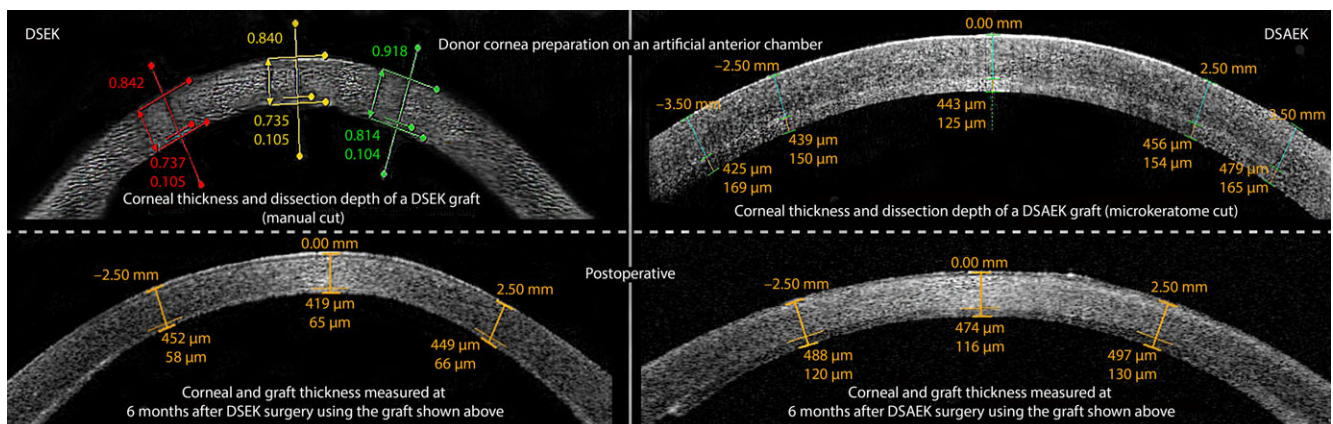 DSEK
0.840
0.918
0.842
0.735
0.105
0.814
0.104
0.737
0.105
Corneal thickness and dissection depth of a DSEK graft
(manual cut)
Donor cornea preparation on an artificial anterior chamber
0.00 mm
DSAEK
–2.50 mm
2.50 mm
–3.50 mm
3.50 mm
443 µm
125 µm
439 µm
150 µm
456 µm
154 µm
425 µm
169 µm
479 µm
165 µm
Corneal thickness and dissection depth of a DSAEK graft (microkeratome cut)
0.00 mm
–2.50 mm
2.50 mm
419 µm
65 µm
452 µm
58 µm
449 µm
66 µm
Corneal and graft thickness measured at
6 months after DSEK surgery using the graft shown above
Postoperative
0.00 mm
–2.50 mm
2.50 mm
474 µm
116 µm
488 µm
120 µm
497 µm
130 µm
Corneal and graft thickness measured at
6 months after DSAEK surgery using the graft shown above